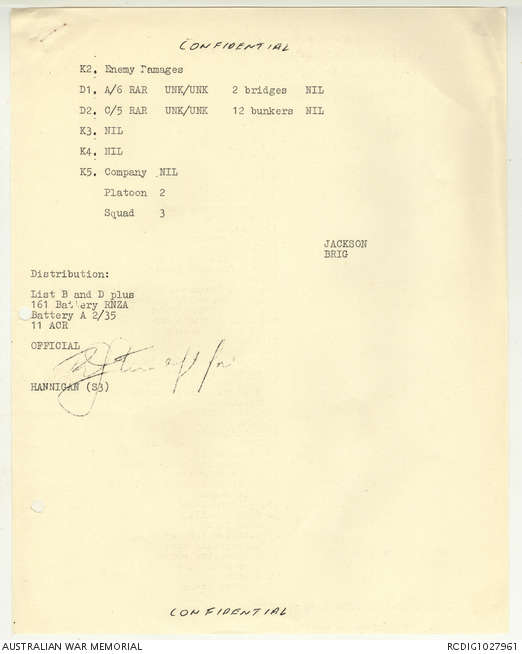 CONFIDENTIAL
K2. Enemy Damages
D1. A/6 RAR UNK/UNK 2 bridges NIL
D2. C/5 RAR UNK/UNK 12 bunkers NIL
K3. NIL
K4. NIL
K5. Company NIL
Platoon 2
Squad 3
JACKSON
BRIG
Distribution:
List B and D plus
161 Battery RNZA
Battery A 2/35
11 ACR
OFFICIAL
HANNIGAN (S3)
CONFIDENTIAL
AUSTRALIAN WAR MEMORIAL
RCDIG1027961